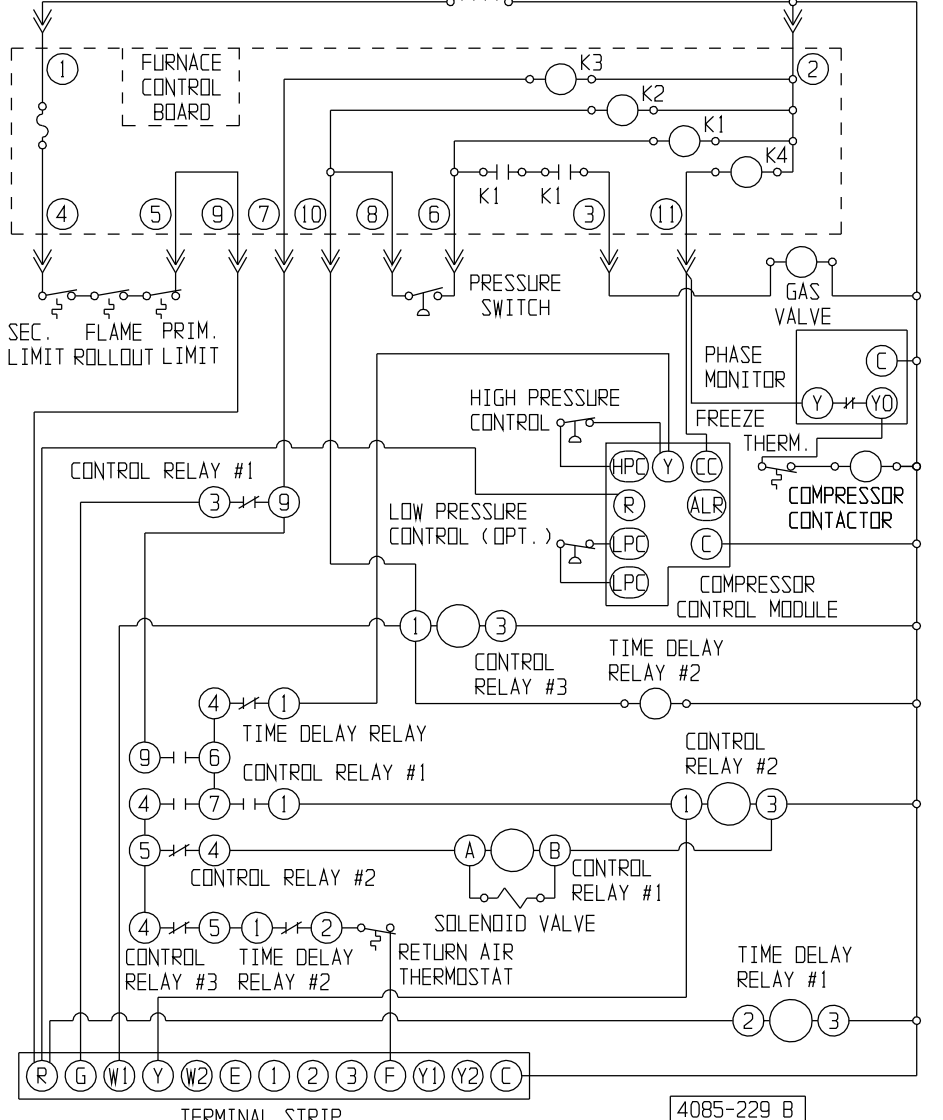 1
FURNACE
CONTROL
BOARD
K3
2
K2
K1
K4
K1
K1
4
5
9
7
10
8
6
3
11
PRESSURE
SWITCH
GAS
VALVE
SEC.
LIMIT
FLAME
ROLLOUT
PRIM.
LIMIT
PHASE
MONITOR
C
Y
YO
HIGH PRESSURE
CONTROL
FREEZE
THERM.
CONTROL RELAY #1
3
9
HPC
Y
CC
COMPRESSOR
CONTACTOR
LOW PRESSURE
CONTROL (OPT.)
R
ALR
LPC
C
LPC
COMPRESSOR
CONTROL MODULE
1
3
CONTROL
RELAY #3
TIME DELAY
RELAY #2
4
1
TIME DELAY RELAY
9
6
CONTROL RELAY #1
CONTROL
RELAY #2
4
7
1
1
3
5
4
A
B
CONTROL RELAY #2
CONTROL
RELAY #1
SOLENOID VALVE
4
5
1
2
CONTROL
RELAY #3
TIME DELAY
RELAY #2
RETURN AIR
THERMOSTAT
TIME DELAY
RELAY #1
2
3
R
G
W1
Y
W2
E
1
2
3
F
Y1
Y2
C
TERMINAL STRIP
4085-229 B